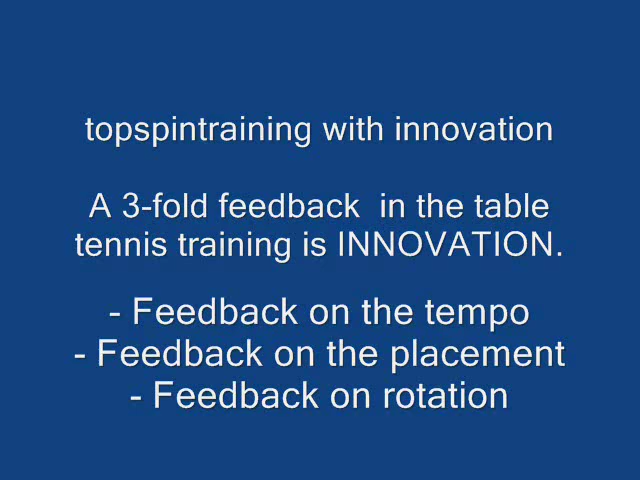 topspintraining with innovation
A 3-fold feedback  in the table
tennis training is INNOVATION.
- Feedback on the tempo
- Feedback on the placement
- Feedback on rotation